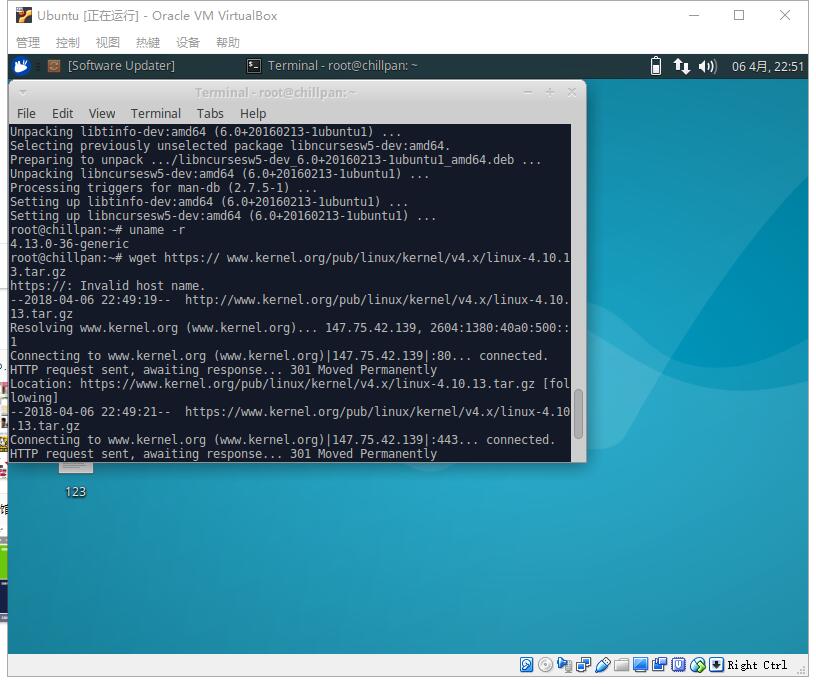 Ubuntu [正在运行] - Oracle VM VirtualBox
管理 控制 视图 热键 设备 帮助
[Software Updater] Terminal - root@chillpan: ~ 06 4月, 22:51
Terminal - root@chillpan: ~
File Edit View Terminal Tabs Help
Unpacking libtinfo-dev:amd64 (6.0+20160213-1ubuntu1) ...
Selecting previously unselected package libncursesw5-dev:amd64.
Preparing to unpack .../libncursesw5-dev_6.0+20160213-1ubuntu1_amd64.deb ...
Unpacking libncursesw5-dev:amd64 (6.0+20160213-1ubuntu1) ...
Processing triggers for man-db (2.7.5-1) ...
Setting up libtinfo-dev:amd64 (6.0+20160213-1ubuntu1) ...
Setting up libncursesw5-dev:amd64 (6.0+20160213-1ubuntu1) ...
root@chillpan:~# uname -r
4.13.0-36-generic
root@chillpan:~# wget https:// www.kernel.org/pub/linux/kernel/v4.x/linux-4.10.1
3.tar.gz
https://: Invalid host name.
--2018-04-06 22:49:19--  http://www.kernel.org/pub/linux/kernel/v4.x/linux-4.10.
13.tar.gz
Resolving www.kernel.org (www.kernel.org)... 147.75.42.139, 2604:1380:40a0:500::
1
Connecting to www.kernel.org (www.kernel.org)|147.75.42.139|:80... connected.
HTTP request sent, awaiting response... 301 Moved Permanently
Location: https://www.kernel.org/pub/linux/kernel/v4.x/linux-4.10.13.tar.gz [fol
lowing]
--2018-04-06 22:49:21--  https://www.kernel.org/pub/linux/kernel/v4.x/linux-4.10
.13.tar.gz
Connecting to www.kernel.org (www.kernel.org)|147.75.42.139|:443... connected.
HTTP request sent, awaiting response... 301 Moved Permanently
123
Right Ctrl